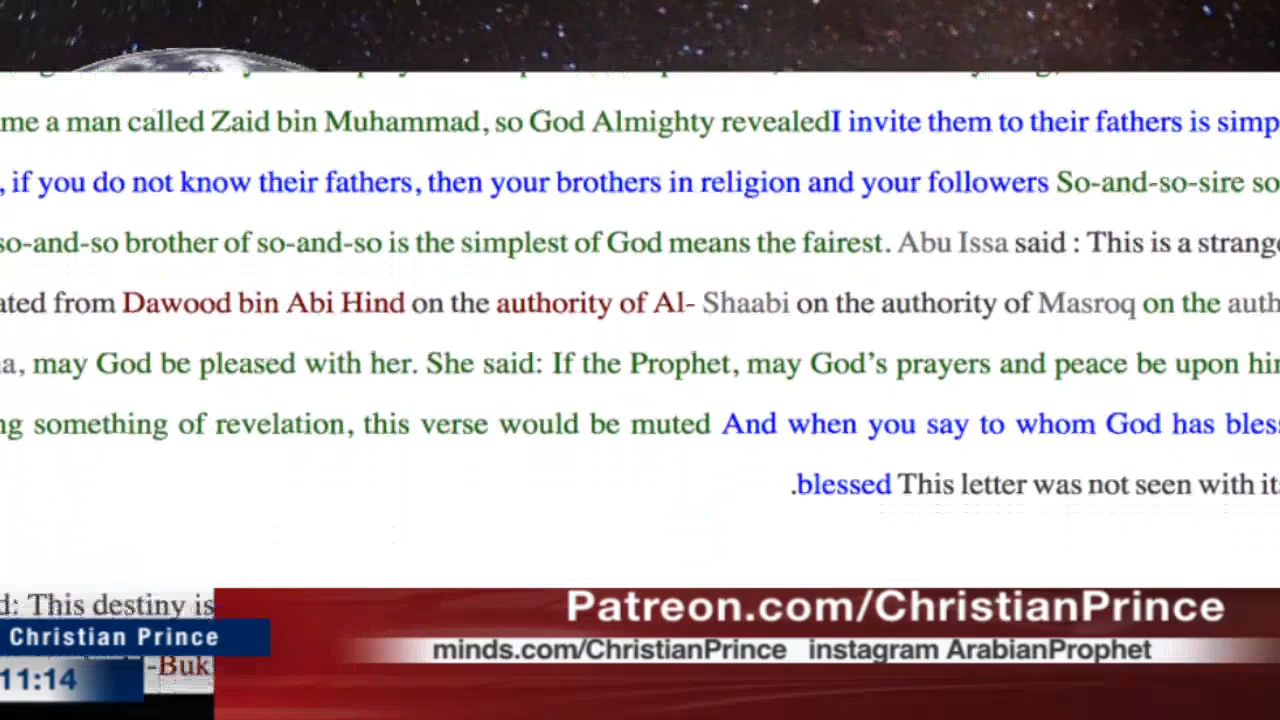 me a man called Zaid bin Muhammad, so God Almighty revealedI invite them to their fathers is simp
, if you do not know their fathers, then your brothers in religion and your followers So-and-so-sire so
so-and-so brother of so-and-so is the simplest of God means the fairest. Abu Issa said : This is a strange
ated from Dawood bin Abi Hind on the authority of Al- Shaabi on the authority of Masroq on the auth
a, may God be pleased with her. She said: If the Prophet, may God's prayers and peace be upon him
ng something of revelation, this verse would be muted And when you say to whom God has bless
.blessed This letter was not seen with it
d: This destiny is
Patreon.com/ChristianPrince
Christian Prince
minds.com/ChristianPrince instagram ArabianProphet
-Buk
11:14